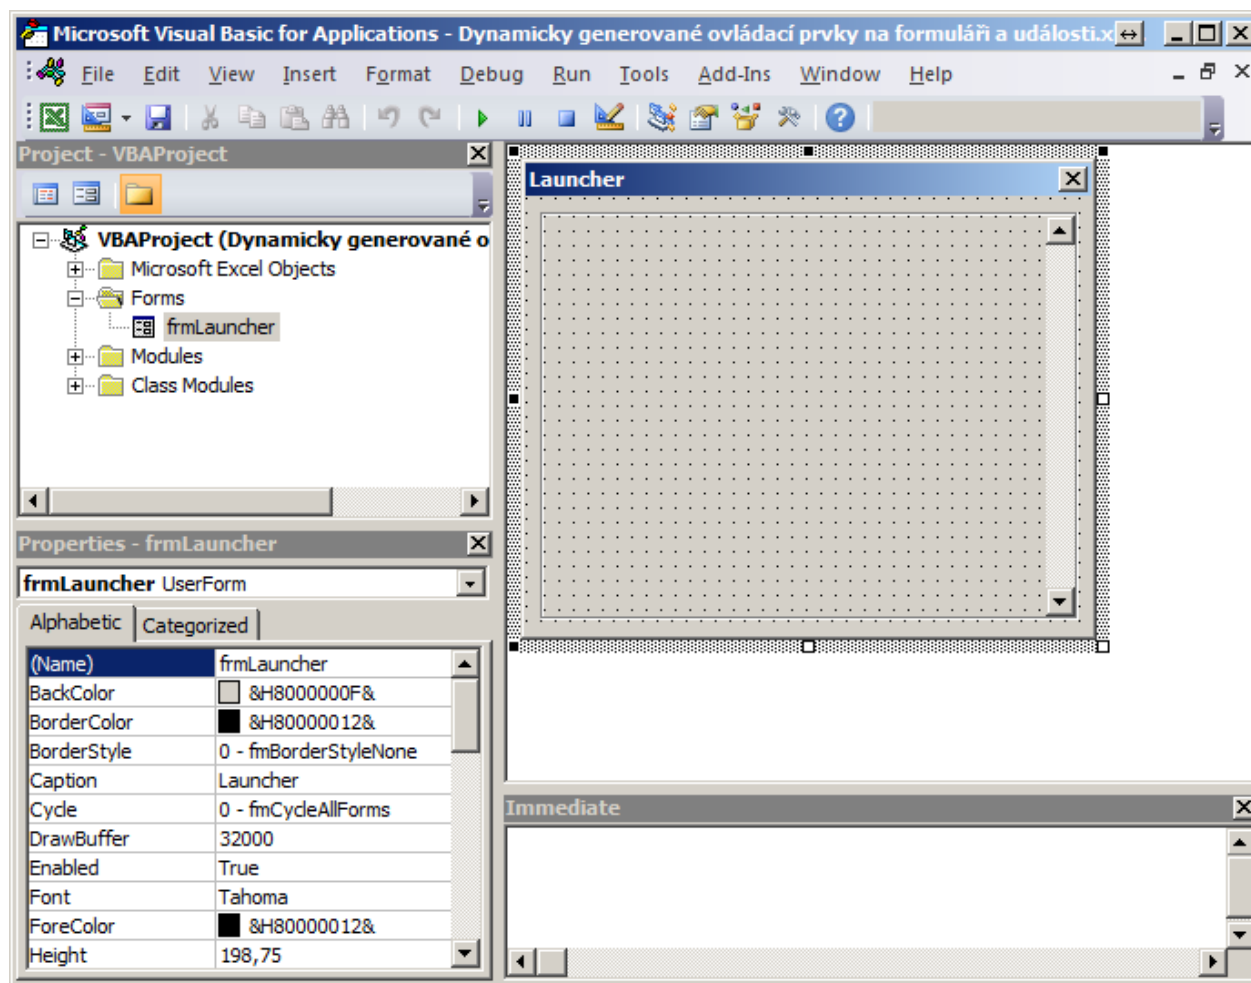 Microsoft Visual Basic for Applications - Dynamicky generované ovládací prvky na formuláři a události.x
File Edit View Insert Format Debug Run Tools Add-Ins Window Help
Project - VBAProject
VBAProject (Dynamicky generované o
Microsoft Excel Objects
Forms
frmLauncher
Modules
Class Modules
Launcher
Properties - frmLauncher
frmLauncher UserForm
Alphabetic Categorized
(Name) frmLauncher
BackColor &H8000000F&
BorderColor &H80000012&
BorderStyle 0 - fmBorderStyleNone
Caption Launcher
Cycle 0 - fmCycleAllForms
DrawBuffer 32000
Enabled True
Font Tahoma
ForeColor &H80000012&
Height 198,75
Immediate